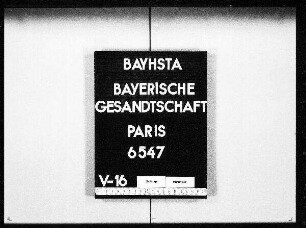 BAYHSTA
BAYERISCHE
GESANDTSCHAFT
PARIS
6547
V-16